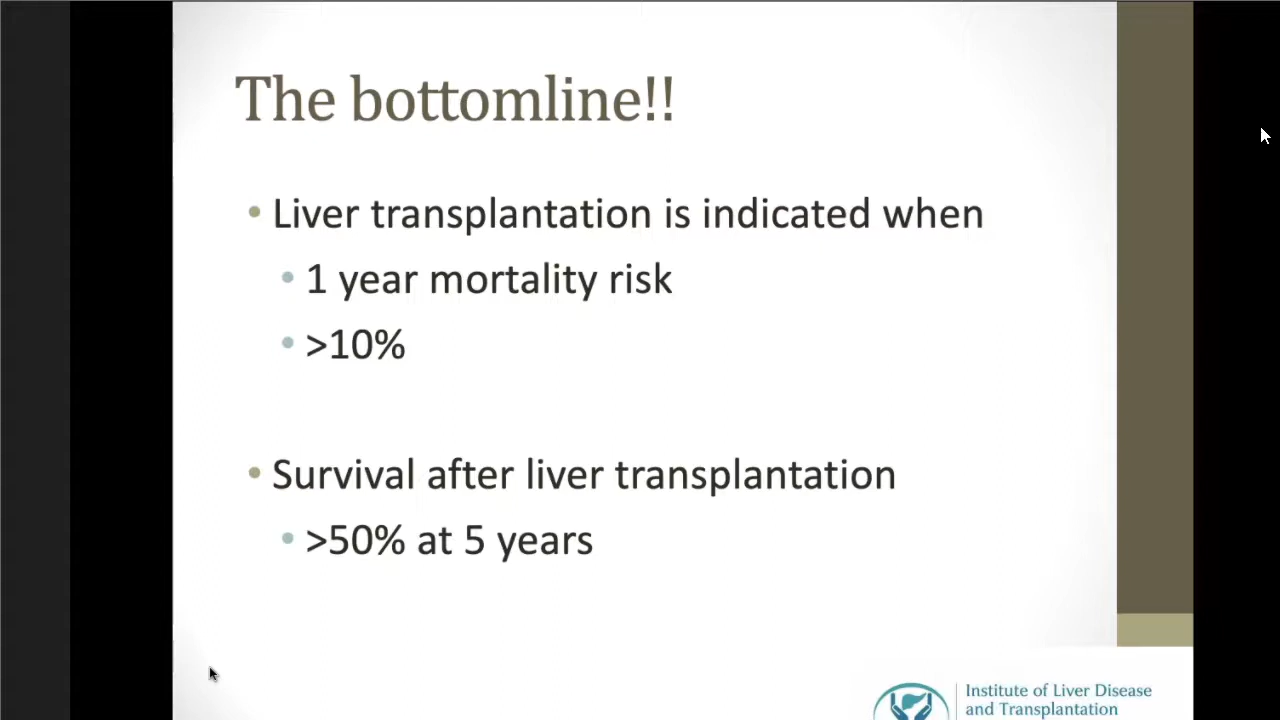 The bottomline!!
• Liver transplantation is indicated when
• 1 year mortality risk
• >10%
• Survival after liver transplantation
• >50% at 5 years
Institute of Liver Disease
and Transplantation